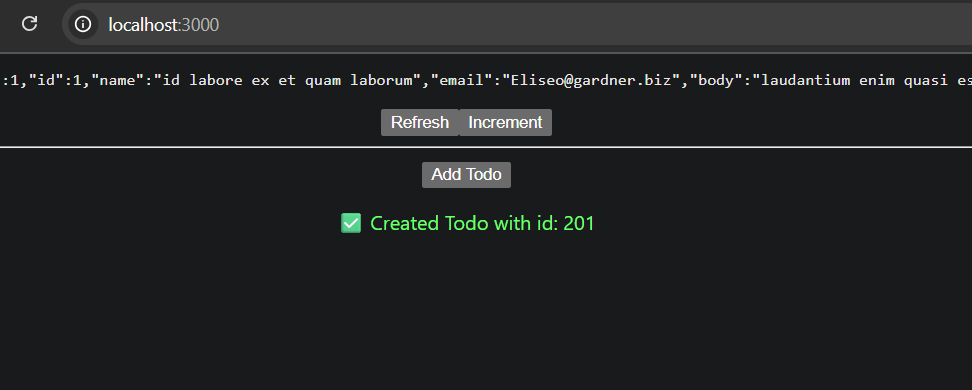 localhost:3000
:1,"id":1,"name":"id labore ex et quam laborum","email":"Eliseo@gardner.biz","body":"laudantium enim quasi es
Refresh Increment
Add Todo
✅ Created Todo with id: 201